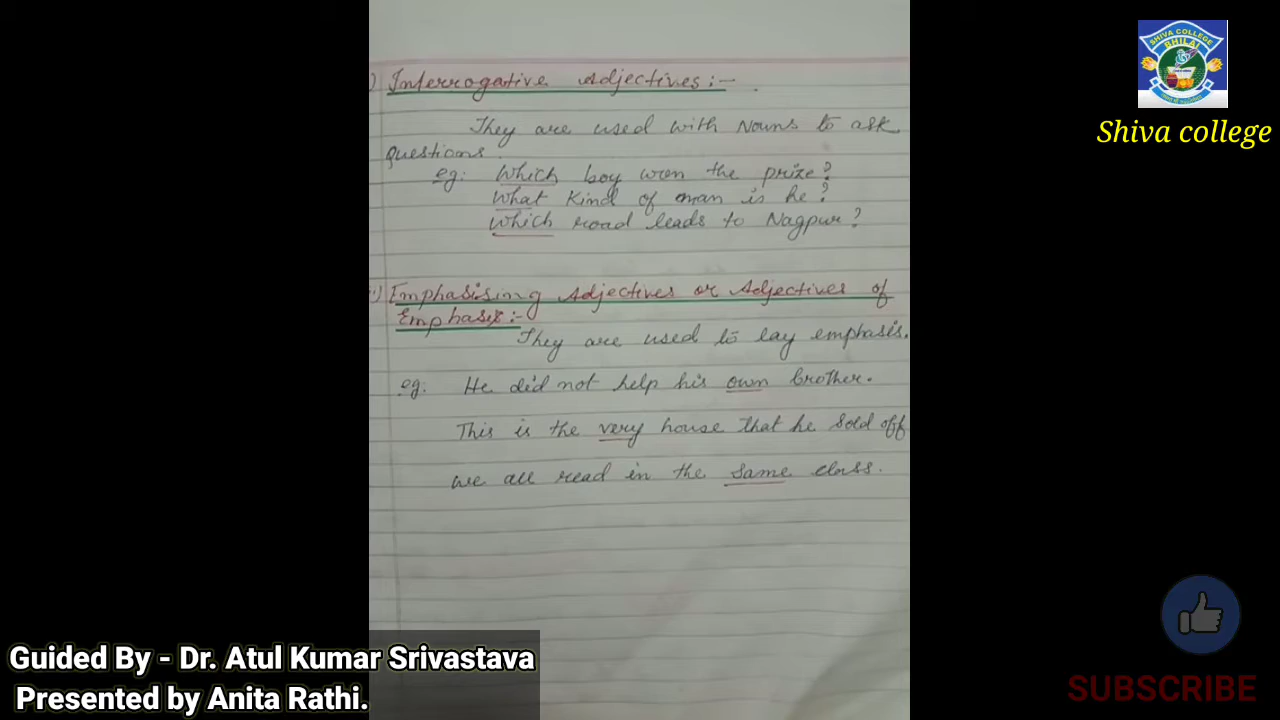 ) Interrogative Adjectives :-
They are used with Nouns to ask
questions.
eg: Which boy won the prize?
What kind of man is he?
Which road leads to Nagpur?
) Emphasising Adjectives or Adjectives of
Emphasis:-
They are used to lay emphasis.
eg. He did not help his own brother.
This is the very house that he sold off
We all read in the same class.
SHIVA COLLEGE
BHILAI
Shiva college
Guided By - Dr. Atul Kumar Srivastava
Presented by Anita Rathi.
SUBSCRIBE